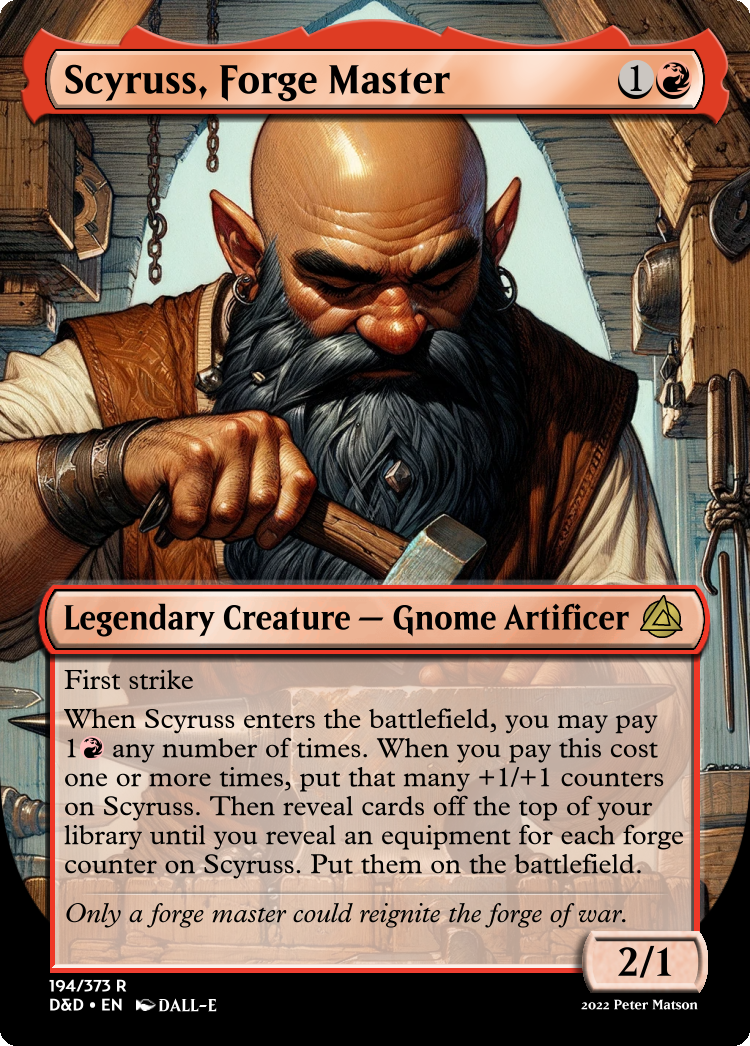 Scyruss, Forge Master
1
Legendary Creature — Gnome Artificer
First strike
When Scyruss enters the battlefield, you may pay
1 any number of times. When you pay this cost
one or more times, put that many +1/+1 counters
on Scyruss. Then reveal cards off the top of your
library until you reveal an equipment for each forge
counter on Scyruss. Put them on the battlefield.
Only a forge master could reignite the forge of war.
2/1
194/373 R
D&D • EN DALL-E
2022 Peter Matson